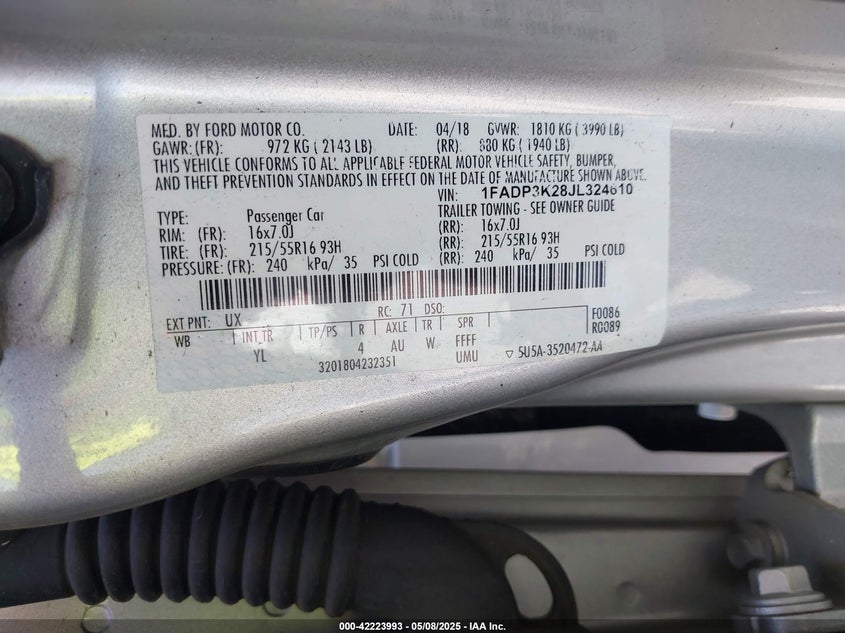 MFD. BY FORD MOTOR CO. DATE: 04/18 GVWR: 1810 KG ( 3990 LB)
GAWR: (FR): 972 KG ( 2143 LB) (RR): 880 KG ( 1940 LB)
THIS VEHICLE CONFORMS TO ALL APPLICABLE FEDERAL MOTOR VEHICLE SAFETY, BUMPER,
AND THEFT PREVENTION STANDARDS IN EFFECT ON THE DATE OF MANUFACTURE SHOWN ABOVE.
VIN: 1FADP3K28JL324610
TYPE: Passenger Car TRAILER TOWING - SEE OWNER GUIDE
RIM: (FR): 16x7.0J (RR): 16x7.0J
TIRE: (FR): 215/55R16 93H (RR): 215/55R16 93H
PRESSURE: (FR): 240 kPa/ 35 PSI COLD (RR): 240 kPa/ 35 PSI COLD
EXT PNT: UX RC: 71 DSO: F0086
WB INT TR TP/PS R AXLE TR SPR R0089
YL 4 AU W FFFF
3201804232351 UMU ▽ 5U5A-3520472-AA
000-42223993 - 05/08/2025 - IAA Inc.